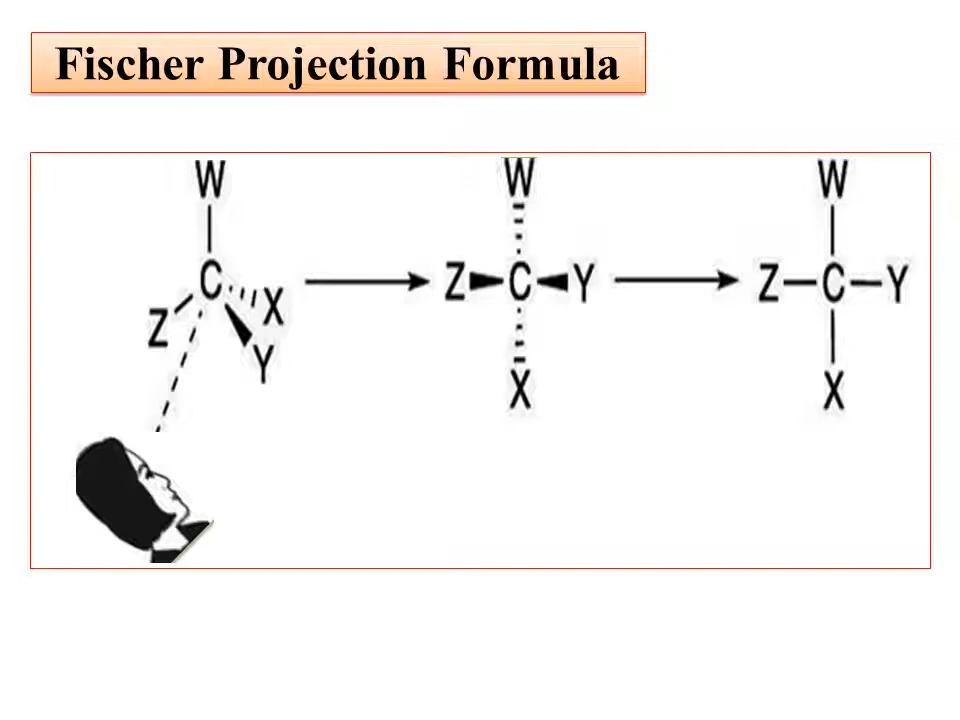 Fischer Projection Formula
W W W
C Z C Y Z C Y
Z X
Y
X X